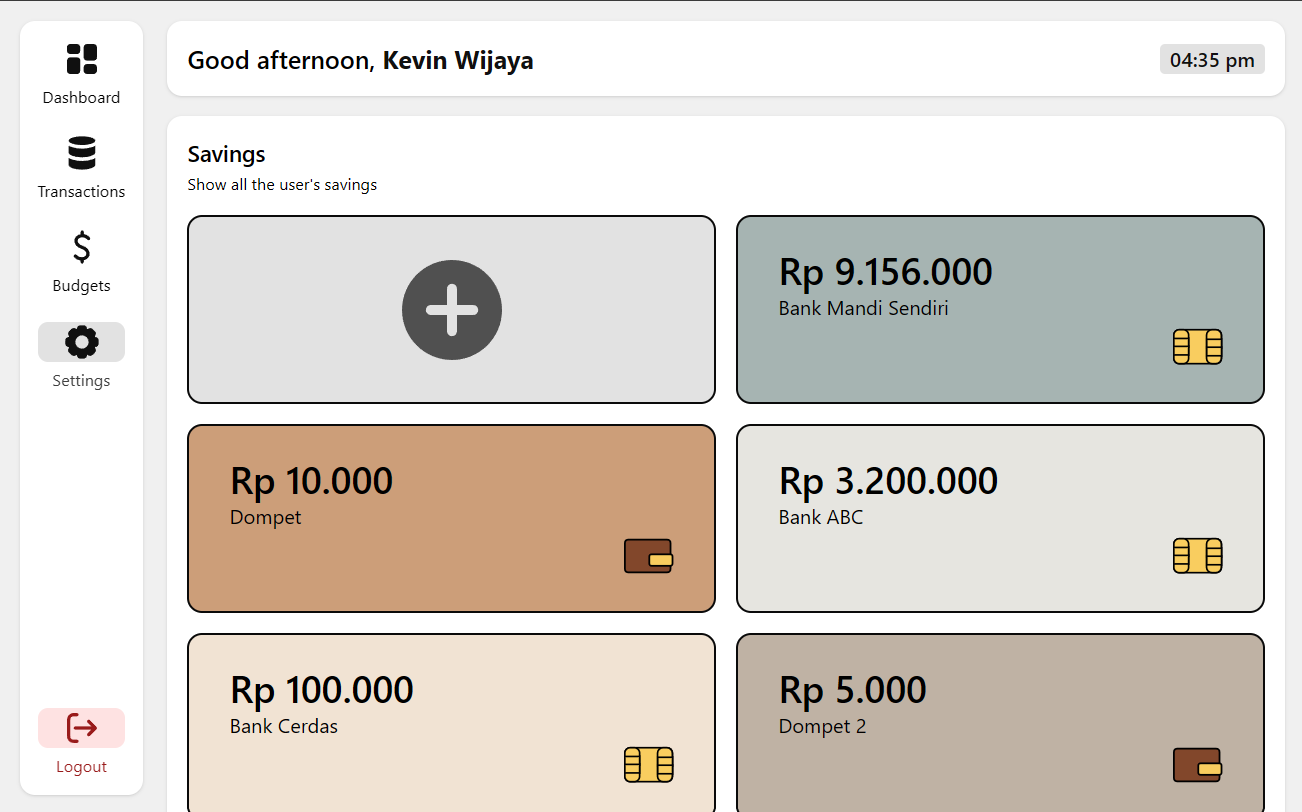 Dashboard
Transactions
Budgets
Settings
Logout
Good afternoon, Kevin Wijaya
04:35 pm
Savings
Show all the user's savings
Rp 9.156.000
Bank Mandi Sendiri
Rp 10.000
Dompet
Rp 3.200.000
Bank ABC
Rp 100.000
Bank Cerdas
Rp 5.000
Dompet 2